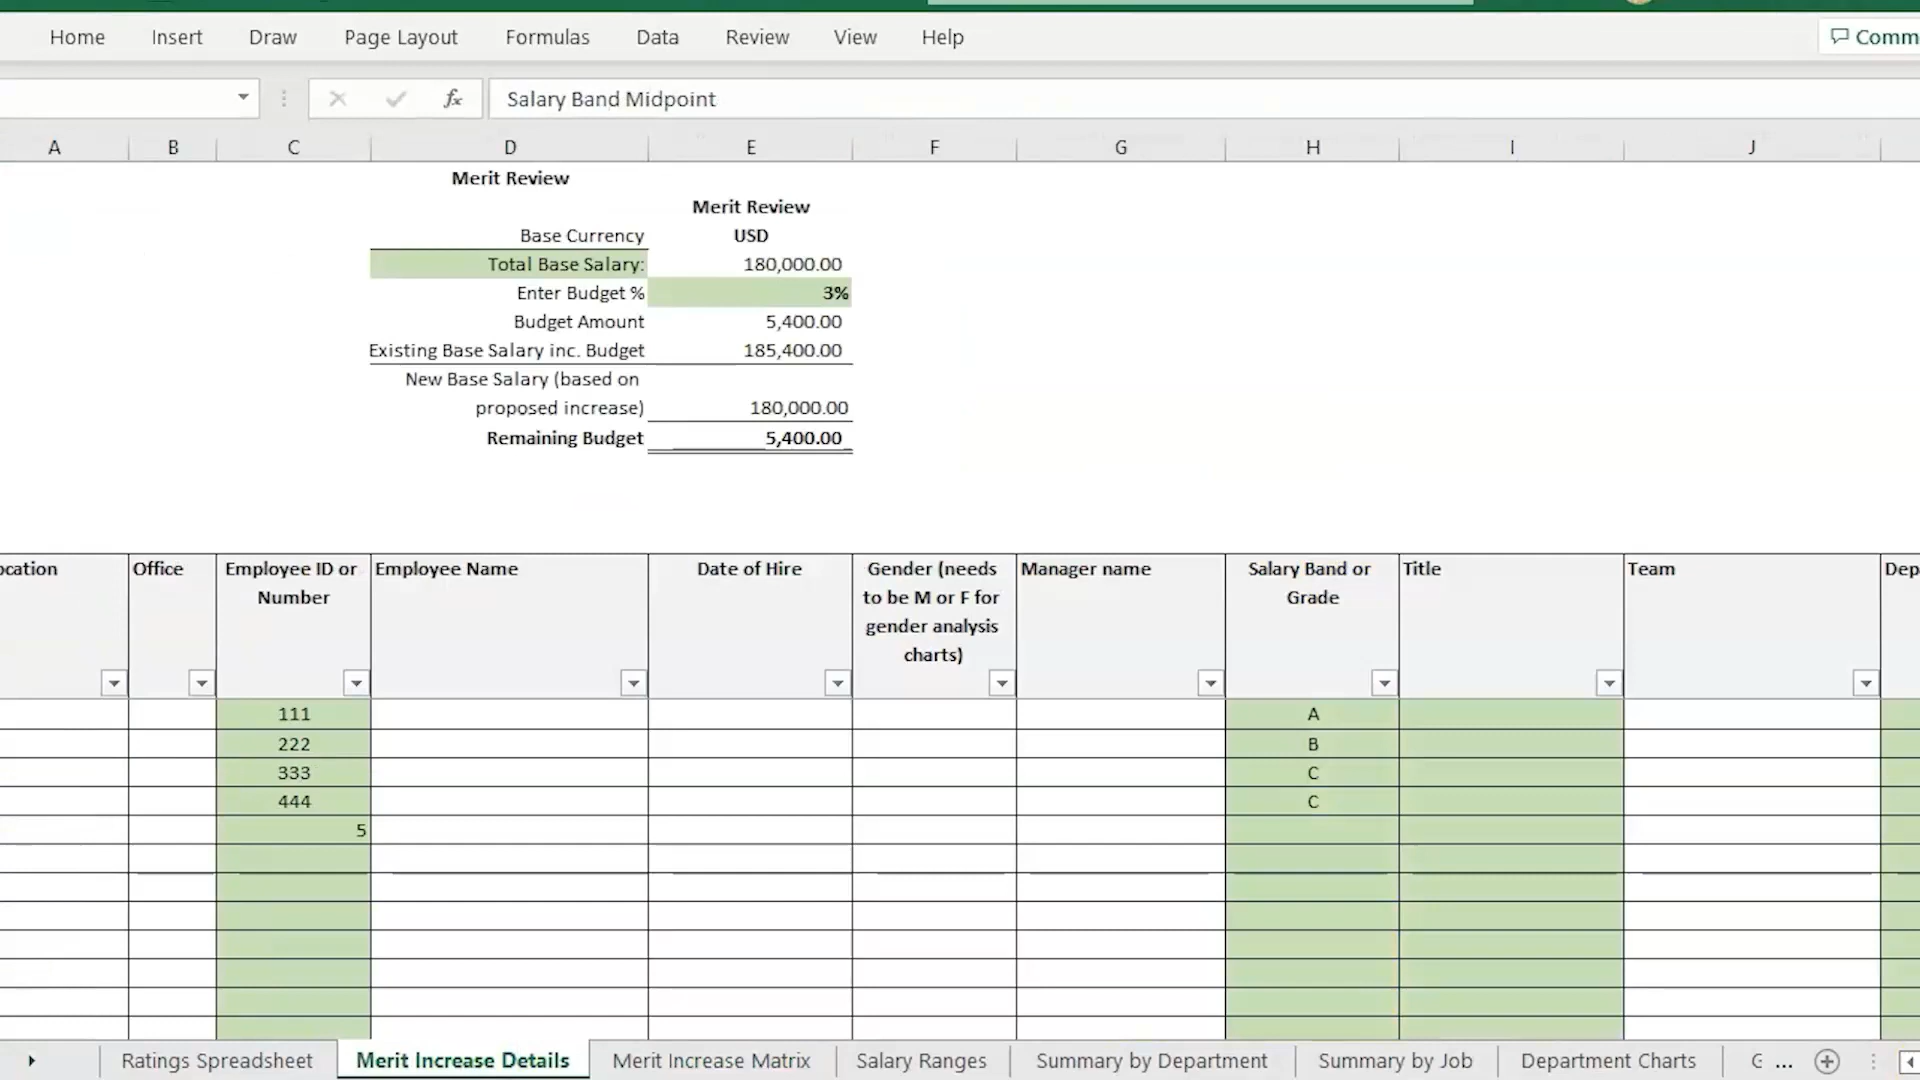 Home Insert Draw Page Layout Formulas Data Review View Help Comm
fx Salary Band Midpoint
A B C D E F G H I J
Merit Review
Merit Review
Base Currency USD
Total Base Salary: 180,000.00
Enter Budget % 3%
Budget Amount 5,400.00
Existing Base Salary inc. Budget 185,400.00
New Base Salary (based on
proposed increase) 180,000.00
Remaining Budget 5,400.00
ocation Office Employee ID or Employee Name Date of Hire Gender (needs Manager name Salary Band or Title Team Dep
Number to be M or F for Grade
gender analysis
charts)
111 A
222 B
333 C
444 C
5
Ratings Spreadsheet Merit Increase Details Merit Increase Matrix Salary Ranges Summary by Department Summary by Job Department Charts G ...